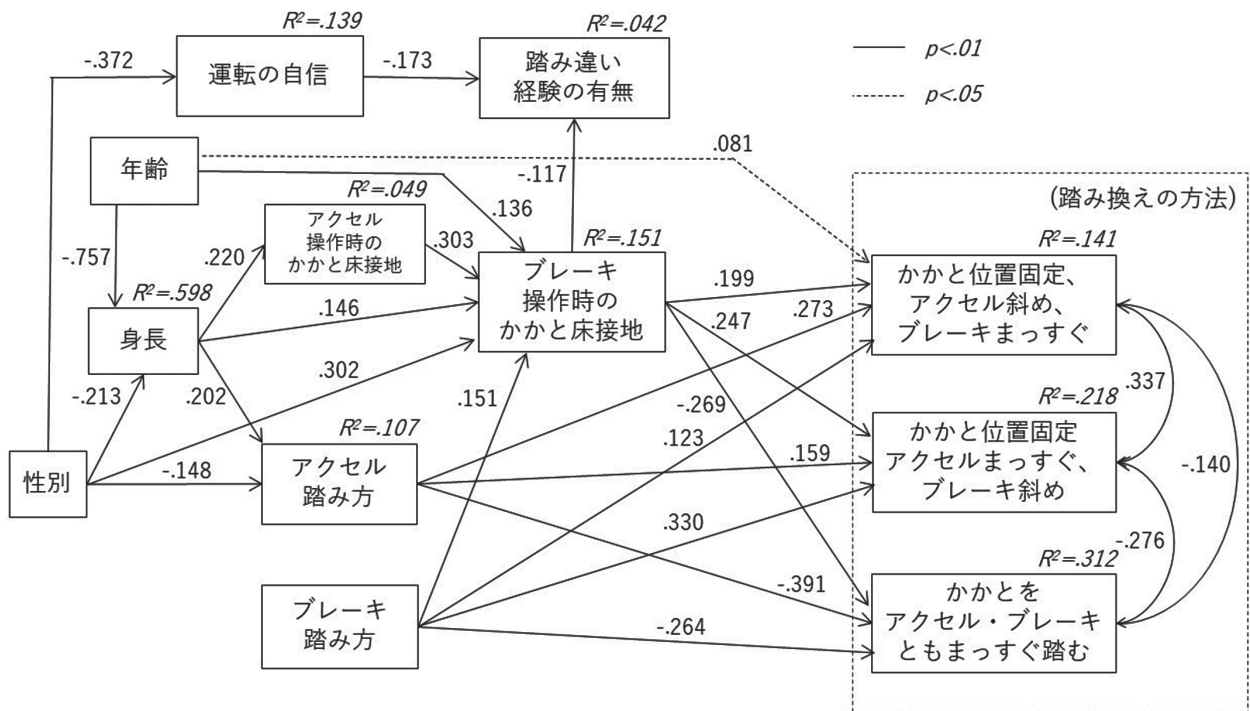 R²=.139
-.372
運転の自信
-.173
R²=.042
踏み違い
経験の有無
p<.01
p<.05
年齢
.081
-.117
R²=.049
アクセル
操作時の
かかと床接地
.136
.303
R²=.151
ブレーキ
操作時の
かかと床接地
-.757
.220
R²=.598
身長
.146
-.213
.202
.302
.151
性別
-.148
R²=.107
アクセル
踏み方
ブレーキ
踏み方
.199
.247
.273
-.269
.123
.159
.330
-.391
-.264
(踏み換えの方法)
R²=.141
かかと位置固定、
アクセル斜め、
ブレーキまっすぐ
.337
R²=.218
かかと位置固定
アクセルまっすぐ、
ブレーキ斜め
-.140
-.276
R²=.312
かかとを
アクセル・ブレーキ
ともまっすぐ踏む